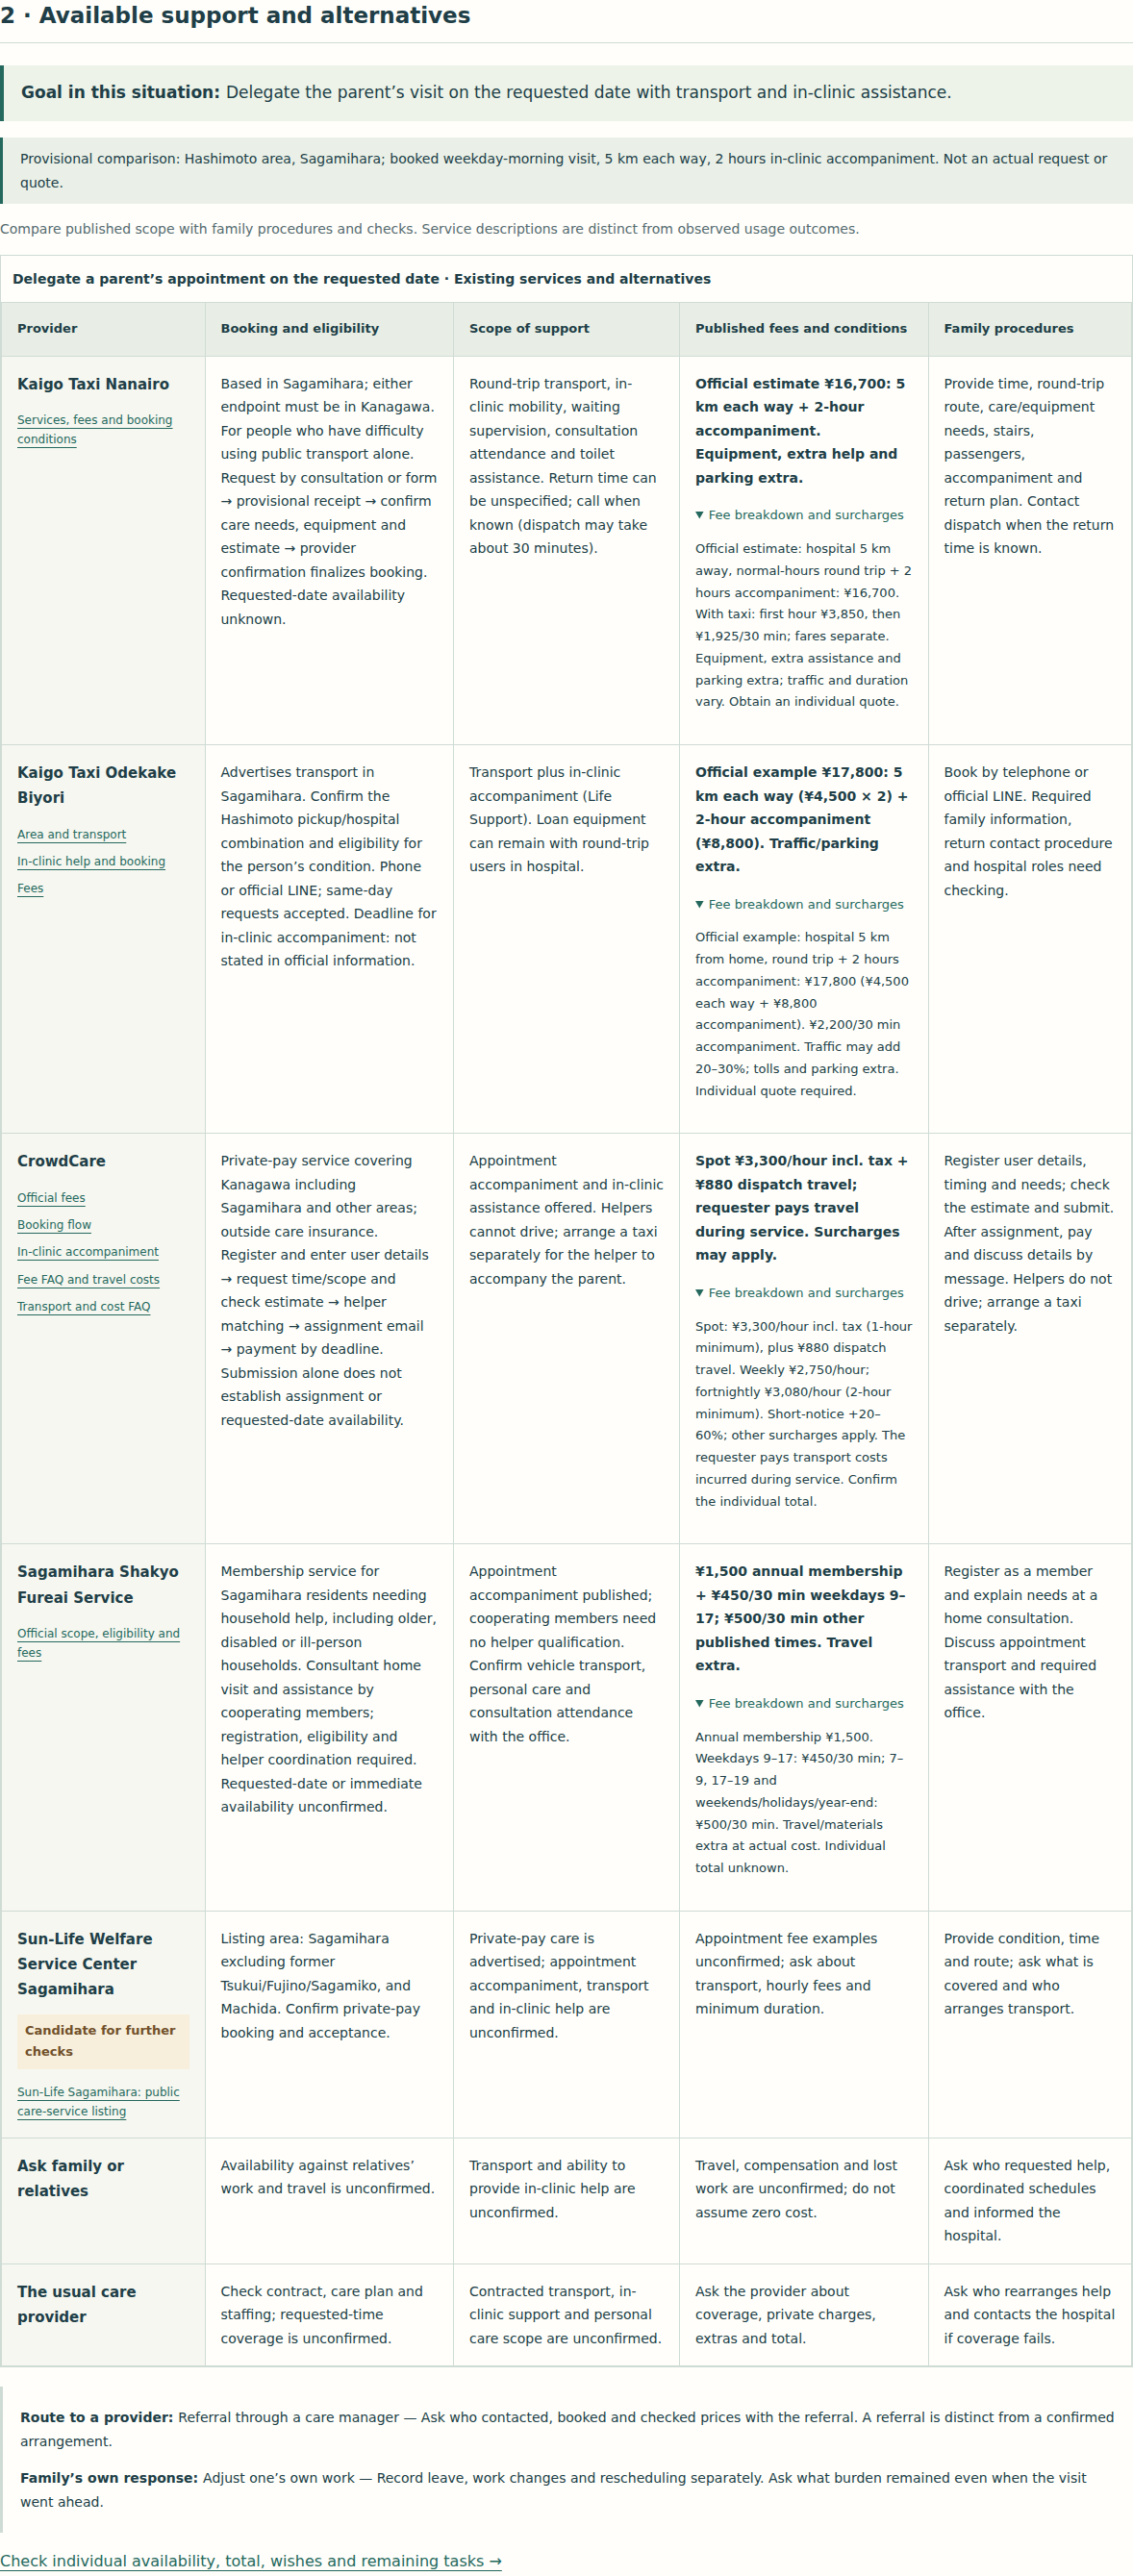 2 · Available support and alternatives
Goal in this situation: Delegate the parent’s visit on the requested date with transport and in-clinic assistance.
Provisional comparison: Hashimoto area, Sagamihara; booked weekday-morning visit, 5 km each way, 2 hours in-clinic accompaniment. Not an actual request or
quote.
Compare published scope with family procedures and checks. Service descriptions are distinct from observed usage outcomes.
Delegate a parent’s appointment on the requested date · Existing services and alternatives
Provider
Booking and eligibility
Scope of support
Published fees and conditions
Family procedures
Kaigo Taxi Nanairo
Services, fees and booking
conditions
Based in Sagamihara; either
endpoint must be in Kanagawa.
For people who have difficulty
using public transport alone.
Request by consultation or form
→ provisional receipt → confirm
care needs, equipment and
estimate → provider
confirmation finalizes booking.
Requested-date availability
unknown.
Round-trip transport, in-
clinic mobility, waiting
supervision, consultation
attendance and toilet
assistance. Return time can
be unspecified; call when
known (dispatch may take
about 30 minutes).
Official estimate ¥16,700: 5
km each way + 2-hour
accompaniment.
Equipment, extra help and
parking extra.
▼ Fee breakdown and surcharges
Official estimate: hospital 5 km
away, normal-hours round trip + 2
hours accompaniment: ¥16,700.
With taxi: first hour ¥3,850, then
¥1,925/30 min; fares separate.
Equipment, extra assistance and
parking extra; traffic and duration
vary. Obtain an individual quote.
Provide time, round-trip
route, care/equipment
needs, stairs,
passengers,
accompaniment and
return plan. Contact
dispatch when the return
time is known.
Kaigo Taxi Odekake
Biyori
Area and transport
In-clinic help and booking
Fees
Advertises transport in
Sagamihara. Confirm the
Hashimoto pickup/hospital
combination and eligibility for
the person’s condition. Phone
or official LINE; same-day
requests accepted. Deadline for
in-clinic accompaniment: not
stated in official information.
Transport plus in-clinic
accompaniment (Life
Support). Loan equipment
can remain with round-trip
users in hospital.
Official example ¥17,800: 5
km each way (¥4,500 × 2) +
2-hour accompaniment
(¥8,800). Traffic/parking
extra.
▼ Fee breakdown and surcharges
Official example: hospital 5 km
from home, round trip + 2 hours
accompaniment: ¥17,800 (¥4,500
each way + ¥8,800
accompaniment). ¥2,200/30 min
accompaniment. Traffic may add
20–30%; tolls and parking extra.
Individual quote required.
Book by telephone or
official LINE. Required
family information,
return contact procedure
and hospital roles need
checking.
CrowdCare
Official fees
Booking flow
In-clinic accompaniment
Fee FAQ and travel costs
Transport and cost FAQ
Private-pay service covering
Kanagawa including
Sagamihara and other areas;
outside care insurance.
Register and enter user details
→ request time/scope and
check estimate → helper
matching → assignment email
→ payment by deadline.
Submission alone does not
establish assignment or
requested-date availability.
Appointment
accompaniment and in-clinic
assistance offered. Helpers
cannot drive; arrange a taxi
separately for the helper to
accompany the parent.
Spot ¥3,300/hour incl. tax +
¥880 dispatch travel;
requester pays travel
during service. Surcharges
may apply.
▼ Fee breakdown and surcharges
Spot: ¥3,300/hour incl. tax (1-hour
minimum), plus ¥880 dispatch
travel. Weekly ¥2,750/hour;
fortnightly ¥3,080/hour (2-hour
minimum). Short-notice +20–
60%; other surcharges apply. The
requester pays transport costs
incurred during service. Confirm
the individual total.
Register user details,
timing and needs; check
the estimate and submit.
After assignment, pay
and discuss details by
message. Helpers do not
drive; arrange a taxi
separately.
Sagamihara Shakyo
Fureai Service
Official scope, eligibility and
fees
Membership service for
Sagamihara residents needing
household help, including older,
disabled or ill-person
households. Consultant home
visit and assistance by
cooperating members;
registration, eligibility and
helper coordination required.
Requested-date or immediate
availability unconfirmed.
Appointment
accompaniment published;
cooperating members need
no helper qualification.
Confirm vehicle transport,
personal care and
consultation attendance
with the office.
¥1,500 annual membership
+ ¥450/30 min weekdays 9–
17; ¥500/30 min other
published times. Travel
extra.
▼ Fee breakdown and surcharges
Annual membership ¥1,500.
Weekdays 9–17: ¥450/30 min; 7–
9, 17–19 and
weekends/holidays/year-end:
¥500/30 min. Travel/materials
extra at actual cost. Individual
total unknown.
Register as a member
and explain needs at a
home consultation.
Discuss appointment
transport and required
assistance with the
office.
Sun-Life Welfare
Service Center
Sagamihara
Candidate for further
checks
Sun-Life Sagamihara: public
care-service listing
Listing area: Sagamihara
excluding former
Tsukui/Fujino/Sagamiko, and
Machida. Confirm private-pay
booking and acceptance.
Private-pay care is
advertised; appointment
accompaniment, transport
and in-clinic help are
unconfirmed.
Appointment fee examples
unconfirmed; ask about
transport, hourly fees and
minimum duration.
Provide condition, time
and route; ask what is
covered and who
arranges transport.
Ask family or
relatives
Availability against relatives’
work and travel is unconfirmed.
Transport and ability to
provide in-clinic help are
unconfirmed.
Travel, compensation and lost
work are unconfirmed; do not
assume zero cost.
Ask who requested help,
coordinated schedules
and informed the
hospital.
The usual care
provider
Check contract, care plan and
staffing; requested-time
coverage is unconfirmed.
Contracted transport, in-
clinic support and personal
care scope are unconfirmed.
Ask the provider about
coverage, private charges,
extras and total.
Ask who rearranges help
and contacts the hospital
if coverage fails.
Route to a provider: Referral through a care manager — Ask who contacted, booked and checked prices with the referral. A referral is distinct from a confirmed
arrangement.
Family’s own response: Adjust one’s own work — Record leave, work changes and rescheduling separately. Ask what burden remained even when the visit
went ahead.
Check individual availability, total, wishes and remaining tasks →